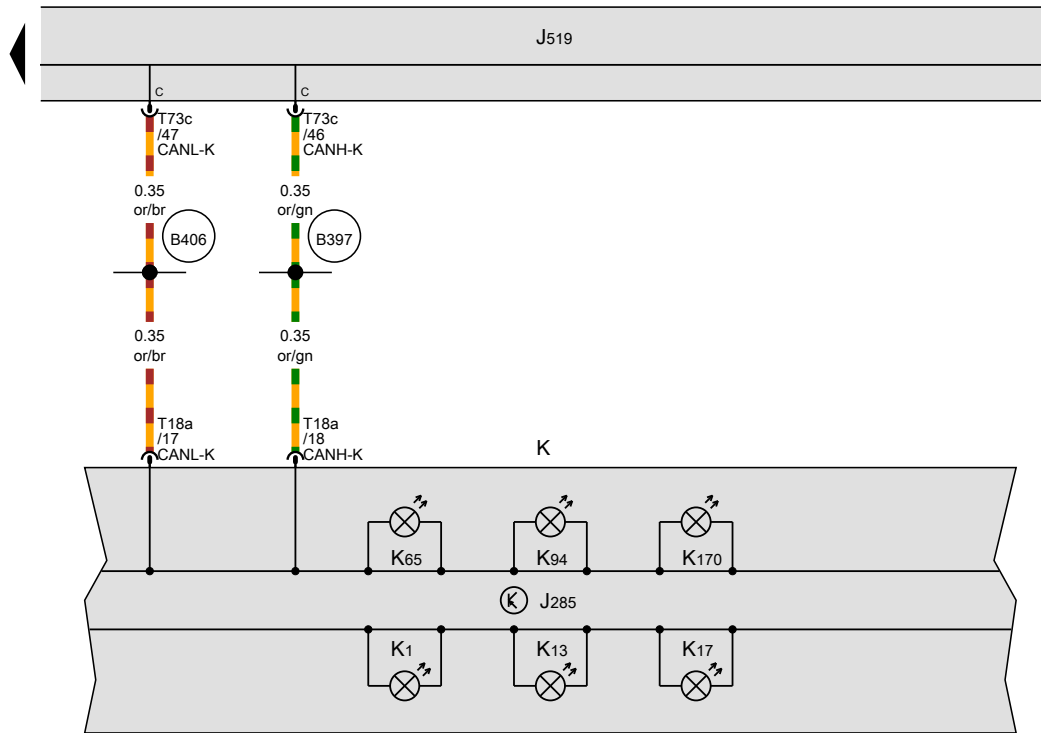 J519
c
c
T73c
/47
CANL-K
T73c
/46
CANH-K
0.35
or/br
0.35
or/gn
B406
B397
0.35
or/br
0.35
or/gn
T18a
/17
CANL-K
T18a
/18
CANH-K
K
K65
K94
K170
J285
K1
K13
K17